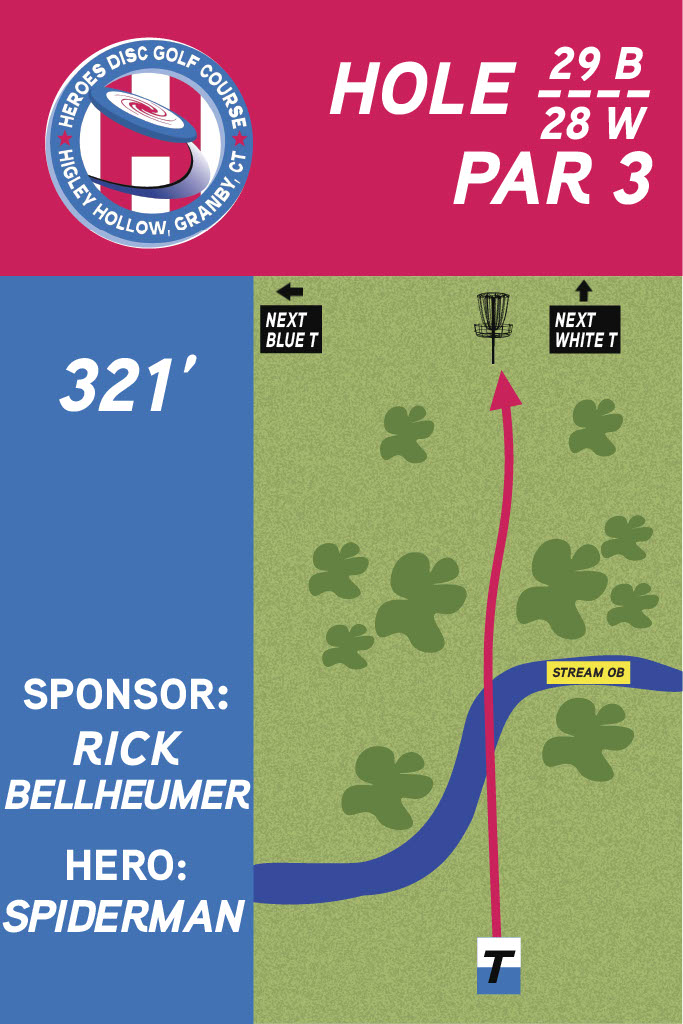 HEROES DISC GOLF COURSE
HIGLEY HOLLOW, GRANBY, CT
HOLE 29 B
28 W
PAR 3
NEXT
BLUE T
NEXT
WHITE T
321’
STREAM OB
SPONSOR:
RICK
BELLHEUMER
HERO:
SPIDERMAN
T